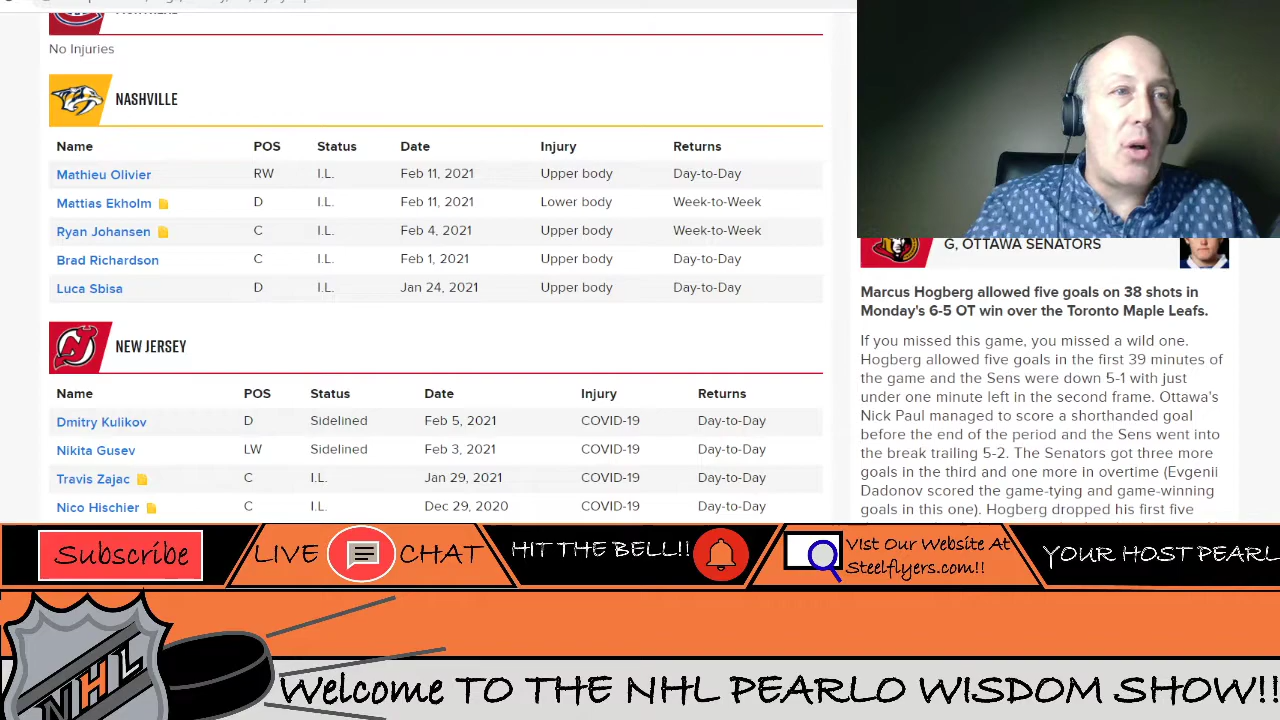 No Injuries
NASHVILLE
Name POS Status Date Injury Returns
Mathieu Olivier RW I.L. Feb 11, 2021 Upper body Day-to-Day
Mattias Ekholm D I.L. Feb 11, 2021 Lower body Week-to-Week
Ryan Johansen C I.L. Feb 4, 2021 Upper body Week-to-Week
Brad Richardson C I.L. Feb 1, 2021 Upper body Day-to-Day
Luca Sbisa D I.L. Jan 24, 2021 Upper body Day-to-Day
NEW JERSEY
Name POS Status Date Injury Returns
Dmitry Kulikov D Sidelined Feb 5, 2021 COVID-19 Day-to-Day
Nikita Gusev LW Sidelined Feb 3, 2021 COVID-19 Day-to-Day
Travis Zajac C I.L. Jan 29, 2021 COVID-19 Day-to-Day
Nico Hischier C I.L. Dec 29, 2020 COVID-19 Day-to-Day
G, OTTAWA SENATORS
Marcus Hogberg allowed five goals on 38 shots in
Monday's 6-5 OT win over the Toronto Maple Leafs.
If you missed this game, you missed a wild one.
Hogberg allowed five goals in the first 39 minutes of
the game and the Sens were down 5-1 with just
under one minute left in the second frame. Ottawa's
Nick Paul managed to score a shorthanded goal
before the end of the period and the Sens went into
the break trailing 5-2. The Senators got three more
goals in the third and one more in overtime (Evgenii
Dadonov scored the game-tying and game-winning
goals in this one). Hogberg dropped his first five
Subscribe
LIVE CHAT
HIT THE BELL!!
VIst Our Website At
Steelflyers.com!!
YOUR HOST PEARL
NHL
Welcome TO THE NHL PEARLO WISDOM SHOW!!